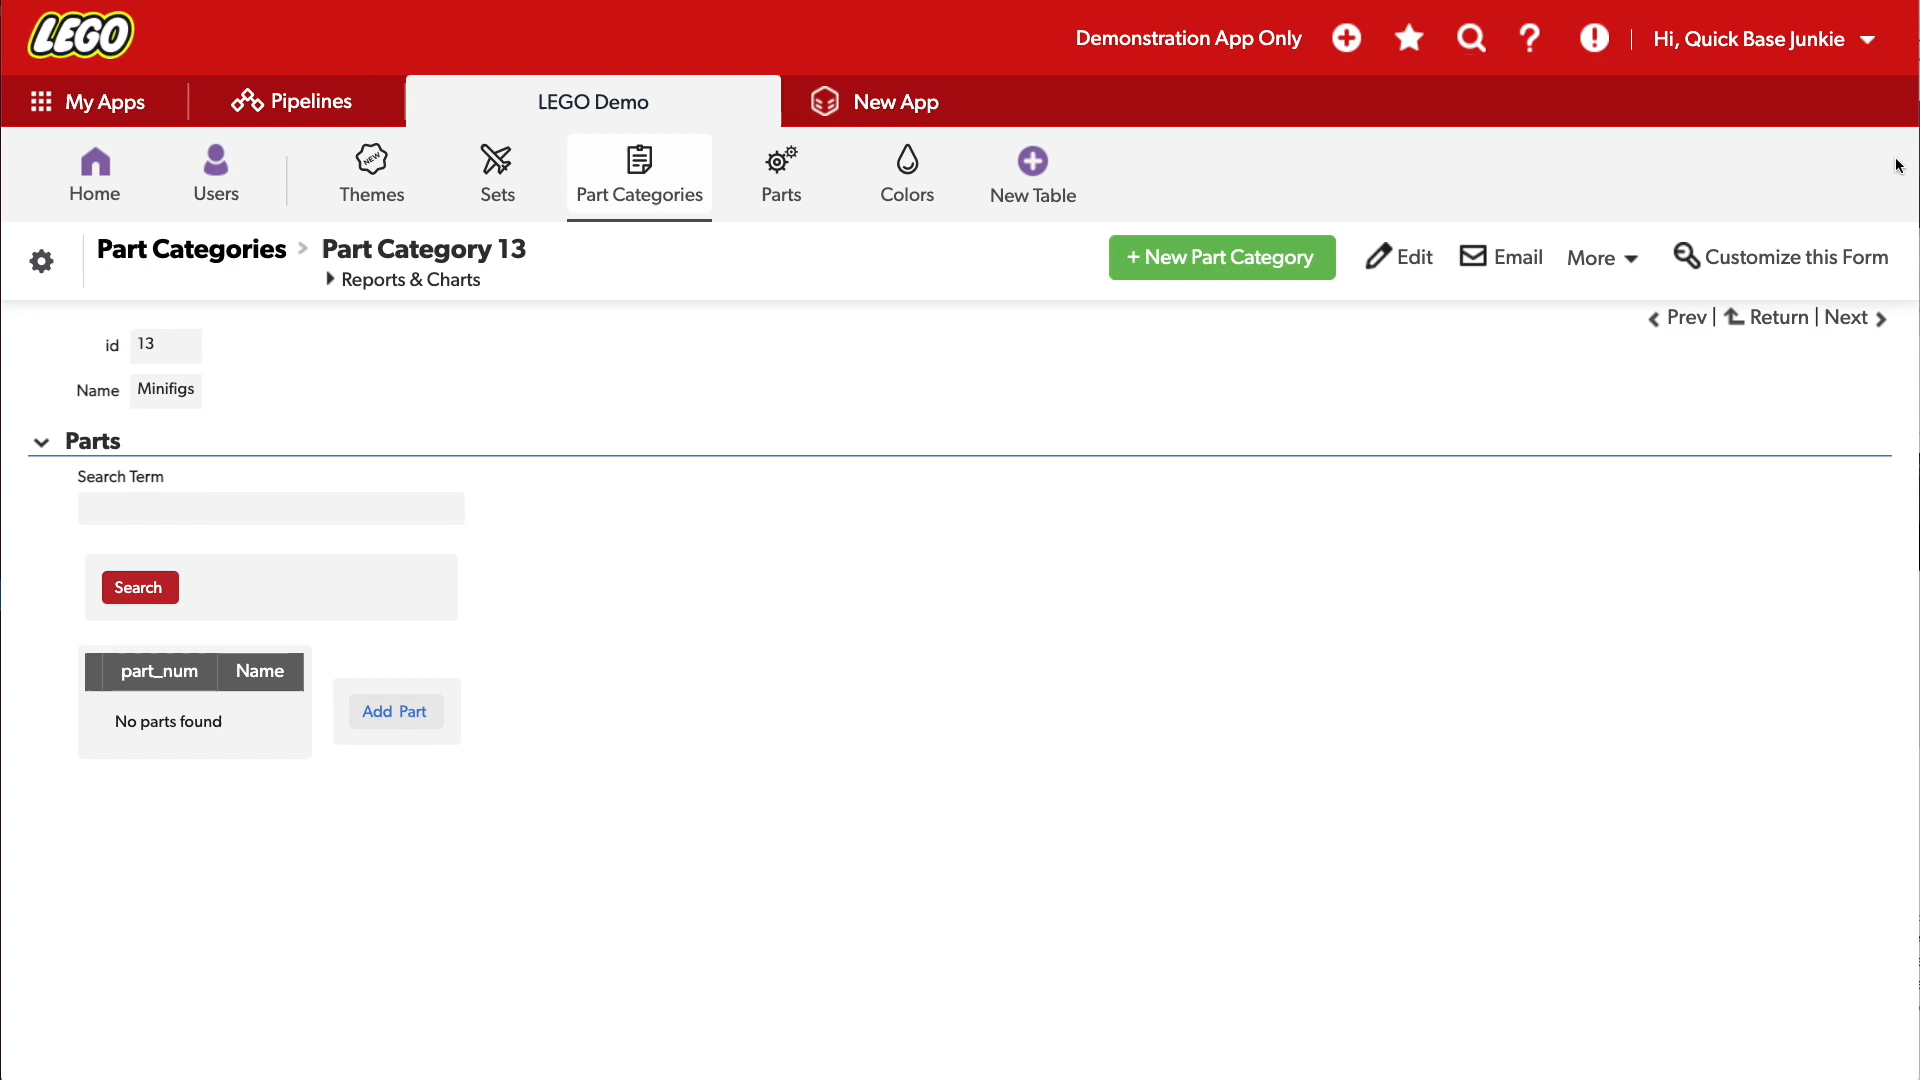 LEGO
Demonstration App Only
Hi, Quick Base Junkie
My Apps
Pipelines
LEGO Demo
New App
Home
Users
NEW
Themes
Sets
Part Categories
Parts
Colors
New Table
Part Categories > Part Category 13
Reports & Charts
+ New Part Category
Edit
Email
More
Customize this Form
Prev | Return | Next
id 13
Name Minifigs
Parts
Search Term
Search
part_num Name
No parts found
Add Part